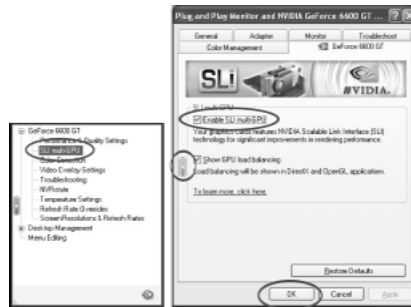 GeForce 6600 GT
Performance & Quality Settings
SLI multi-GPU
Color Correction
Video Overlay Settings
Troubleshooting
NVRotate
Temperature Settings
Refresh Rate Overrides
Screen Resolutions & Refresh Rates
Desktop Management
Menu Editing
Plug and Play Monitor and NVIDIA GeForce 6600 GT ...
General
Adapter
Monitor
Troubleshoot
Color Management
GeForce 6600 GT
SLI
NVIDIA.
SLI multi-GPU
Enable SLI multi-GPU
Your graphics card features NVIDIA Scalable Link Interface (SLI)
technology for significant improvements in rendering performance.
Show GPU load balancing
Load balancing will be shown in Direct3D and OpenGL applications.
To learn more, click here.
Restore Defaults
OK
Cancel
Apply